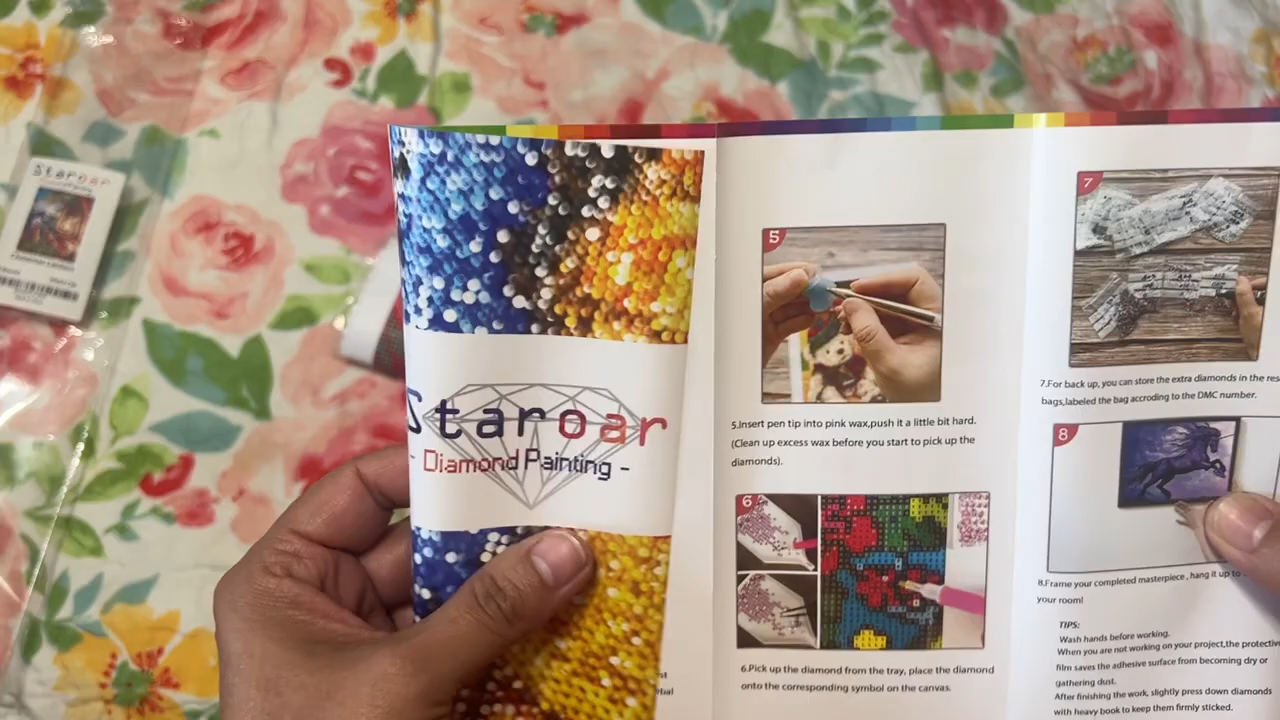 Staroar
Staroar
- Diamond Painting -
5
5.Insert pen tip into pink wax,push it a little bit hard.
(Clean up excess wax before you start to pick up the
diamonds).
6
6.Pick up the diamond from the tray, place the diamond
onto the corresponding symbol on the canvas.
7
7.For back up, you can store the extra diamonds in the res
bags,labeled the bag accroding to the DMC number.
8
8.Frame your completed masterpiece , hang it up to
your room!
TIPS:
Wash hands before working.
When you are not working on your project,the protective
film saves the adhesive surface from becoming dry or
gathering dust.
After finishing the work, slightly press down diamonds
with heavy book to keep them firmly sticked.